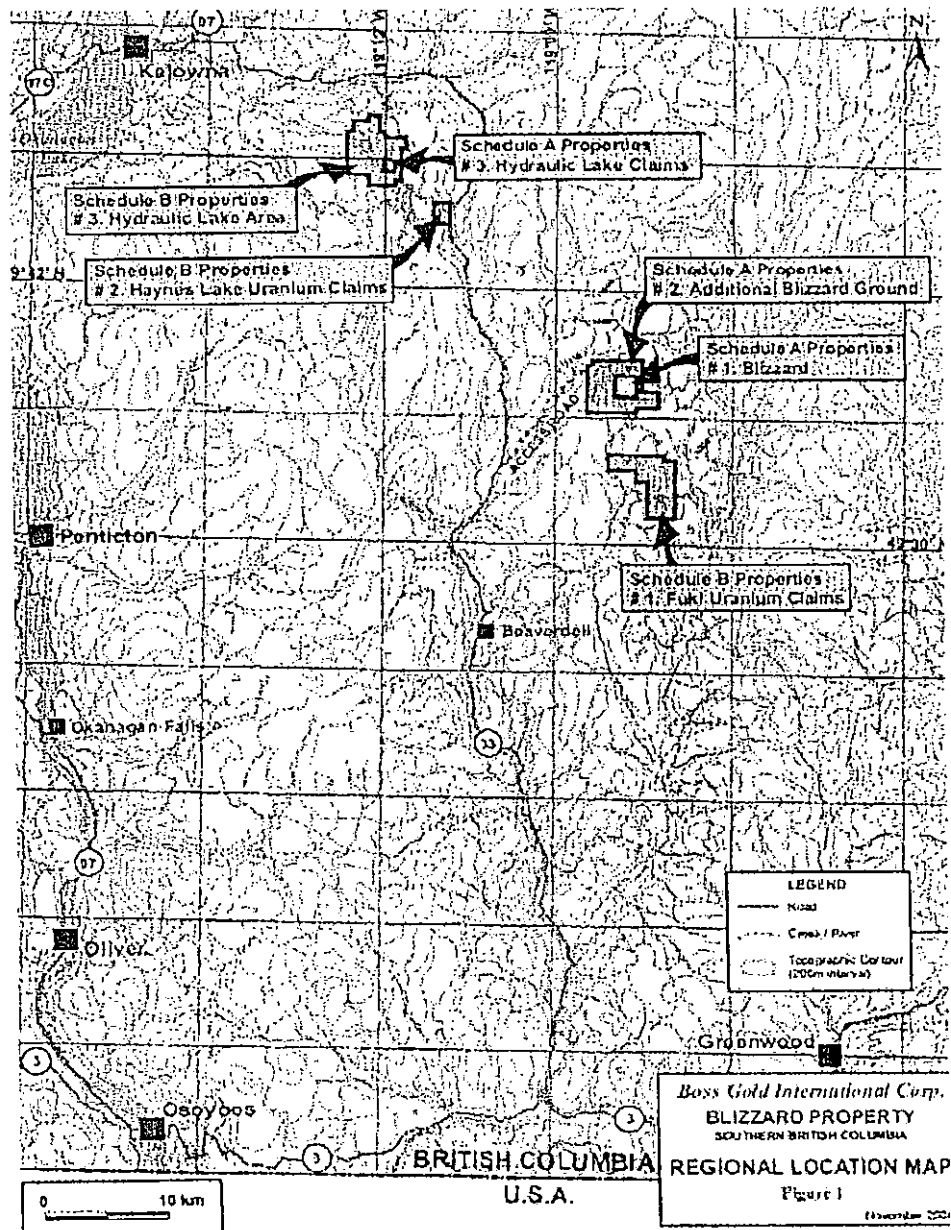 97
Kelowna
97C
N
Schedule A Properties
# 3. Hydraulic Lake Claims
Schedule B Properties
# 3. Hydraulic Lake Area
Schedule B Properties
# 2. Haynes Lake Uranium Claims
Schedule A Properties
# 2. Additional Blizzard Ground
Schedule A Properties
# 1. Blizzard
ACCESS ROAD
Penticton
Schedule B Properties
# 1. Fuki Uranium Claims
Beaverdell
Okanagan Falls
33
97
Oliver
LEGEND
Road
Creek / River
Topographic Contour
(200m interval)
Greenwood
3
Osoyoos
3
3
BRITISH COLUMBIA
U.S.A.
0 10 km
Boss Gold International Corp.
BLIZZARD PROPERTY
SOUTHERN BRITISH COLUMBIA
REGIONAL LOCATION MAP
Figure 1
November